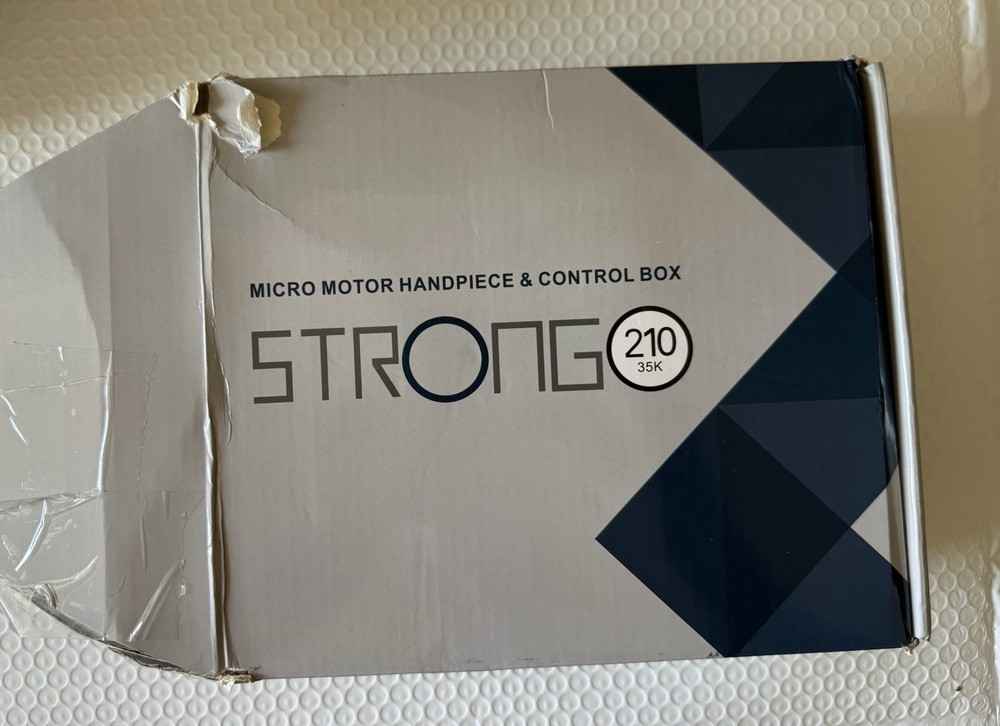 MICRO MOTOR HANDPIECE & CONTROL BOX
STRONG 210
35K